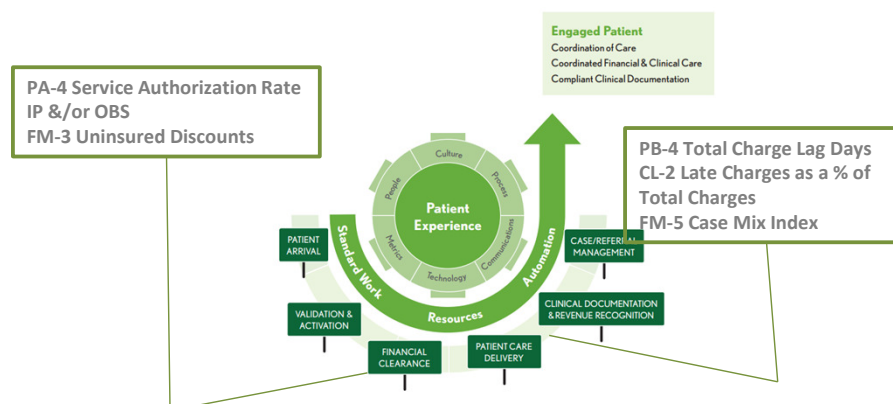 Engaged Patient
Coordination of Care
Coordinated Financial & Clinical Care
Compliant Clinical Documentation
PA-4 Service Authorization Rate
IP &/or OBS
FM-3 Uninsured Discounts
PB-4 Total Charge Lag Days
CL-2 Late Charges as a % of
Total Charges
FM-5 Case Mix Index
Culture
People
Process
Patient
Experience
Metrics
Communications
Technology
Standard Work
Resources
Automation
PATIENT
ARRIVAL
VALIDATION &
ACTIVATION
FINANCIAL
CLEARANCE
PATIENT CARE
DELIVERY
CLINICAL DOCUMENTATION
& REVENUE RECOGNITION
CASE/REFERRAL
MANAGEMENT